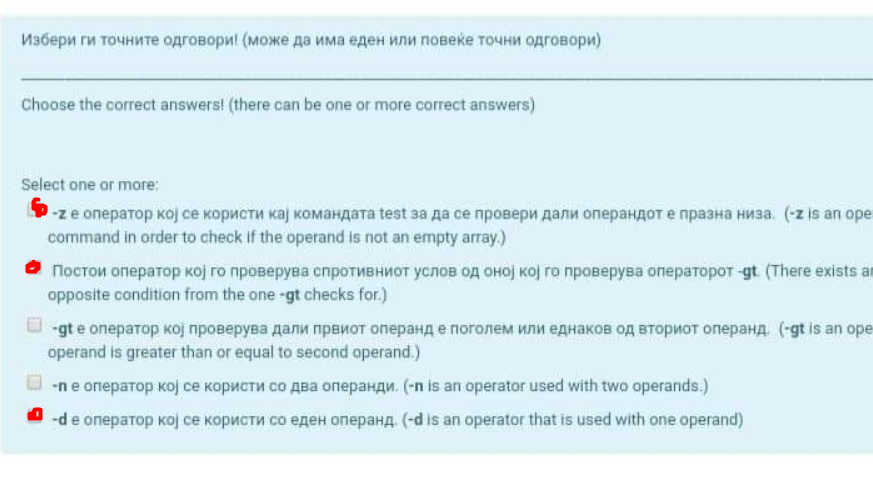 Избери ги точните одговори! (може да има еден или повеќе точни одговори)
Choose the correct answers! (there can be one or more correct answers)
Select one or more:
-z е оператор кој се користи кај командата test за да се провери дали операндот е празна низа. (-z is an
command in order to check if the operand is not an empty array.)
Постои оператор кој го проверува спротивниот услов од оној кој го проверува операторот -gt. (There exists
opposite condition from the one -gt checks for.)
-gt е оператор кој проверува дали првиот операнд е поголем или еднаков од вториот операнд. (-gt is an
operand is greater than or equal to second operand.)
-n е оператор кој се користи со два операнди. (-n is an operator used with two operands.)
-d е оператор кој се користи со еден операнд. (-d is an operator that is used with one operand)